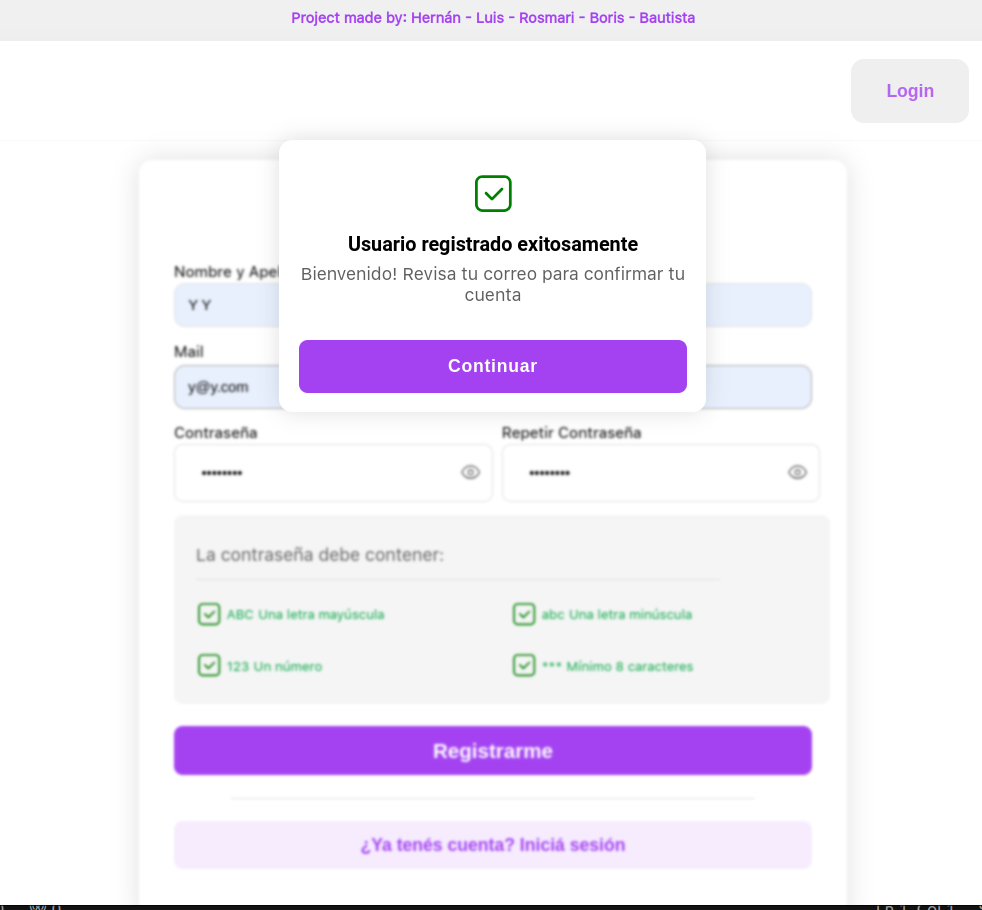 Project made by: Hernán - Luis - Rosmari - Boris - Bautista
Login
Usuario registrado exitosamente
Bienvenido! Revisa tu correo para confirmar tu
cuenta
Continuar
Nombre y Apel
Y Y
Mail
y@y.com
Contraseña
Repetir Contraseña
••••••••
••••••••
La contraseña debe contener:
ABC Una letra mayúscula
abc Una letra minúscula
123 Un número
*** Mínimo 8 caracteres
Registrarme
¿Ya tenés cuenta? Iniciá sesión